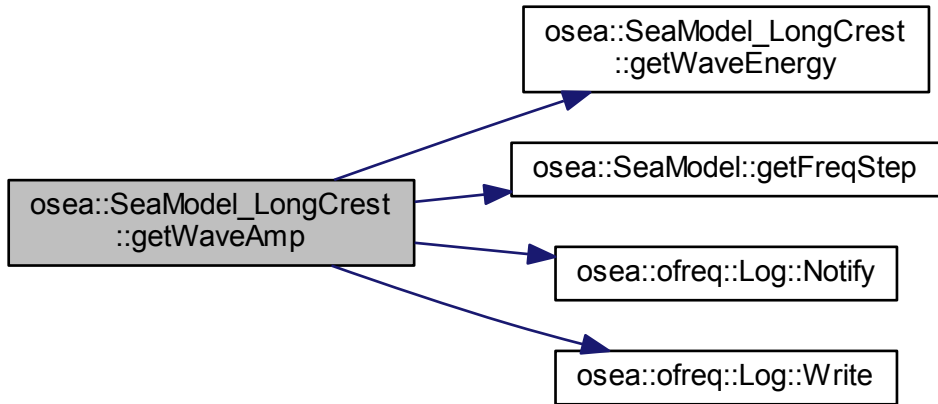 osea::SeaModel_LongCrest
::getWaveAmp
osea::SeaModel_LongCrest
::getWaveEnergy
osea::SeaModel::getFreqStep
osea::ofreq::Log::Notify
osea::ofreq::Log::Write